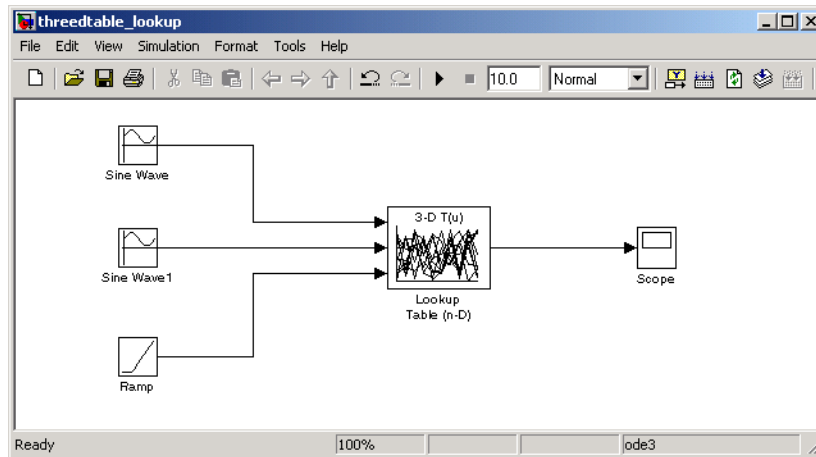 threedtable_lookup
File Edit View Simulation Format Tools Help
10.0 Normal
Sine Wave
3-D T(u)
Sine Wave1
Lookup
Table (n-D)
Scope
Ramp
Ready 100% ode3